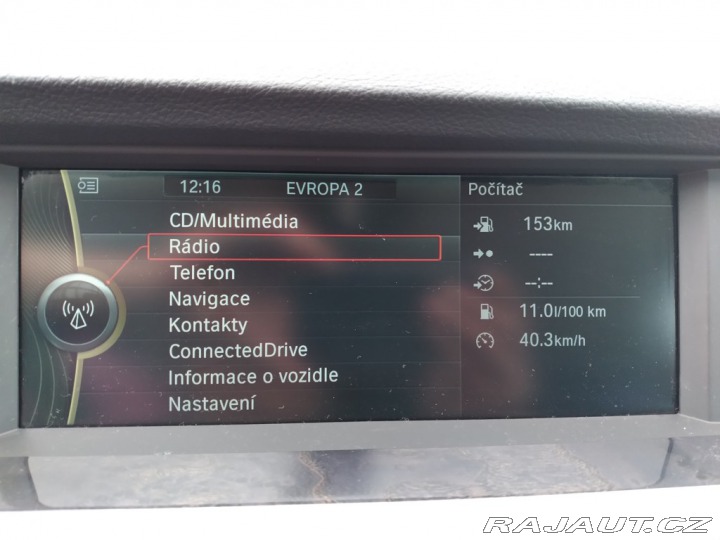 12:16 EVROPA 2
CD/Multimédia
Rádio
Telefon
Navigace
Kontakty
ConnectedDrive
Informace o vozidle
Nastavení
Počítač
153km
----
--:--
11.0l/100 km
40.3km/h
RAJAUT.CZ